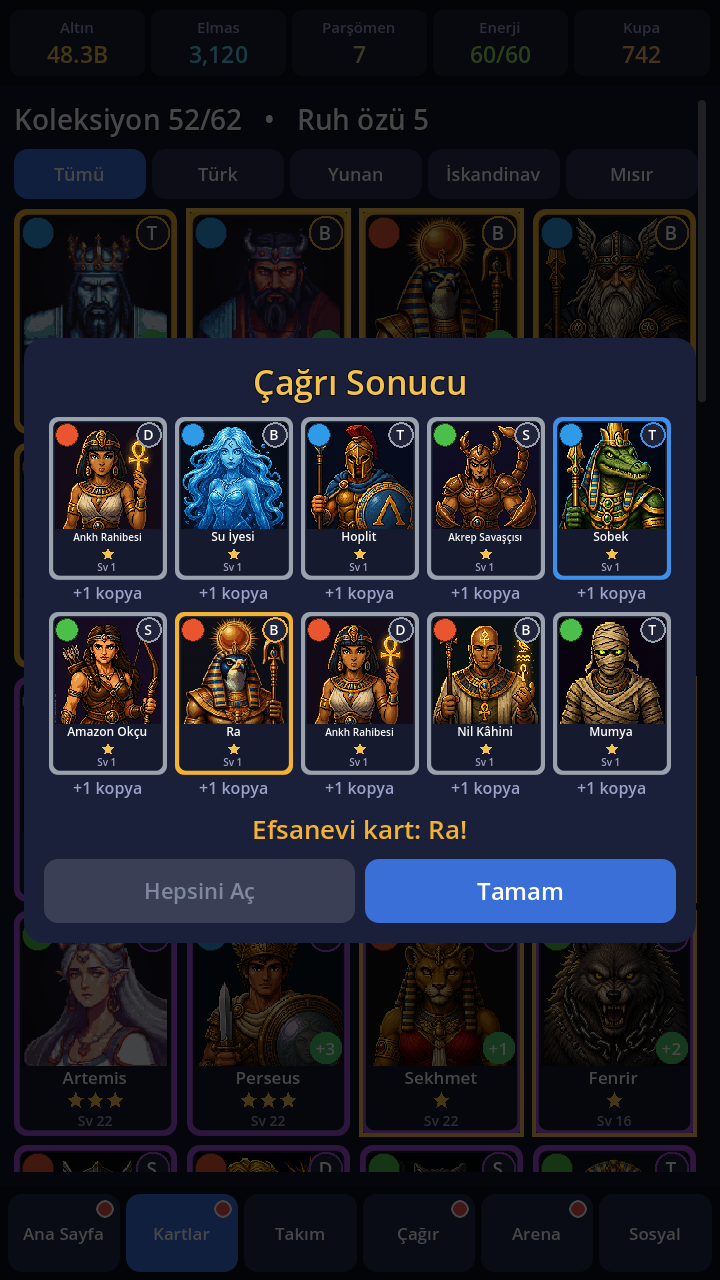 Altın Elmas Parşömen Enerji Kupa
48.3B 3,120 7 60/60 742
Koleksiyon 52/62 • Ruh özü 5
Tümü Türk Yunan İskandinav Mısır
T B B B
Çağrı Sonucu
D B T S T
Ankh Rahibesi Su İyesi Hoplit Akrep Savaşçısı Sobek
Sv 1 Sv 1 Sv 1 Sv 1 Sv 1
+1 kopya +1 kopya +1 kopya +1 kopya +1 kopya
S B D B T
Amazon Okçu Ra Ankh Rahibesi Nil Kâhini Mumya
Sv 1 Sv 1 Sv 1 Sv 1 Sv 1
+1 kopya +1 kopya +1 kopya +1 kopya +1 kopya
Efsanevi kart: Ra!
Hepsini Aç Tamam
+3 +1 +2
Artemis Perseus Sekhmet Fenrir
Sv 22 Sv 22 Sv 22 Sv 16
S D S T
Ana Sayfa Kartlar Takım Çağır Arena Sosyal